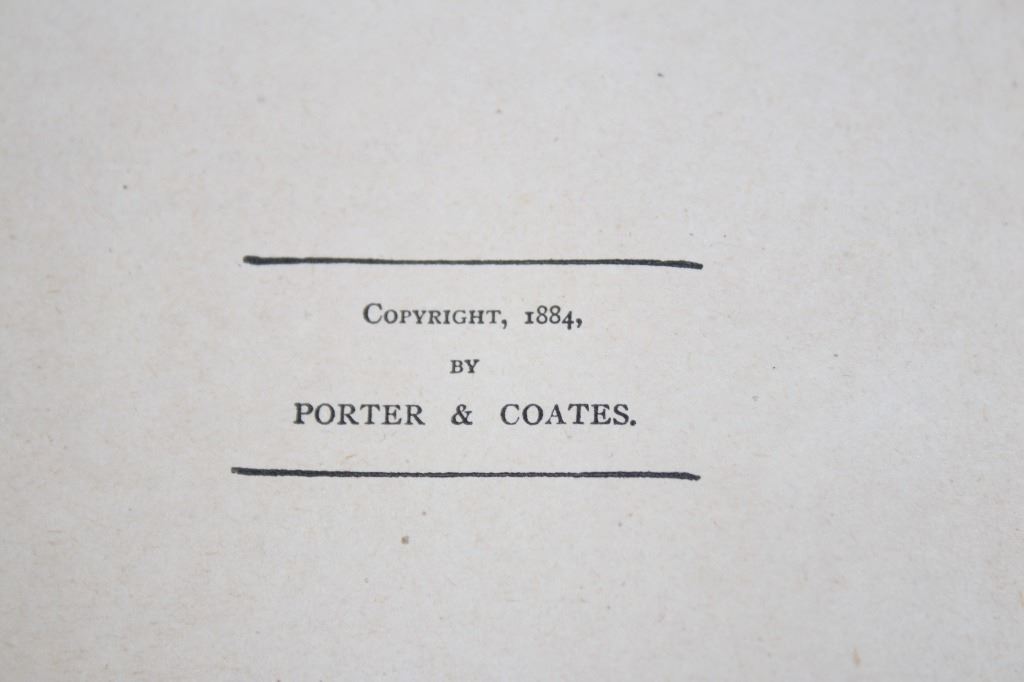 Copyright, 1884,
BY
PORTER & COATES.